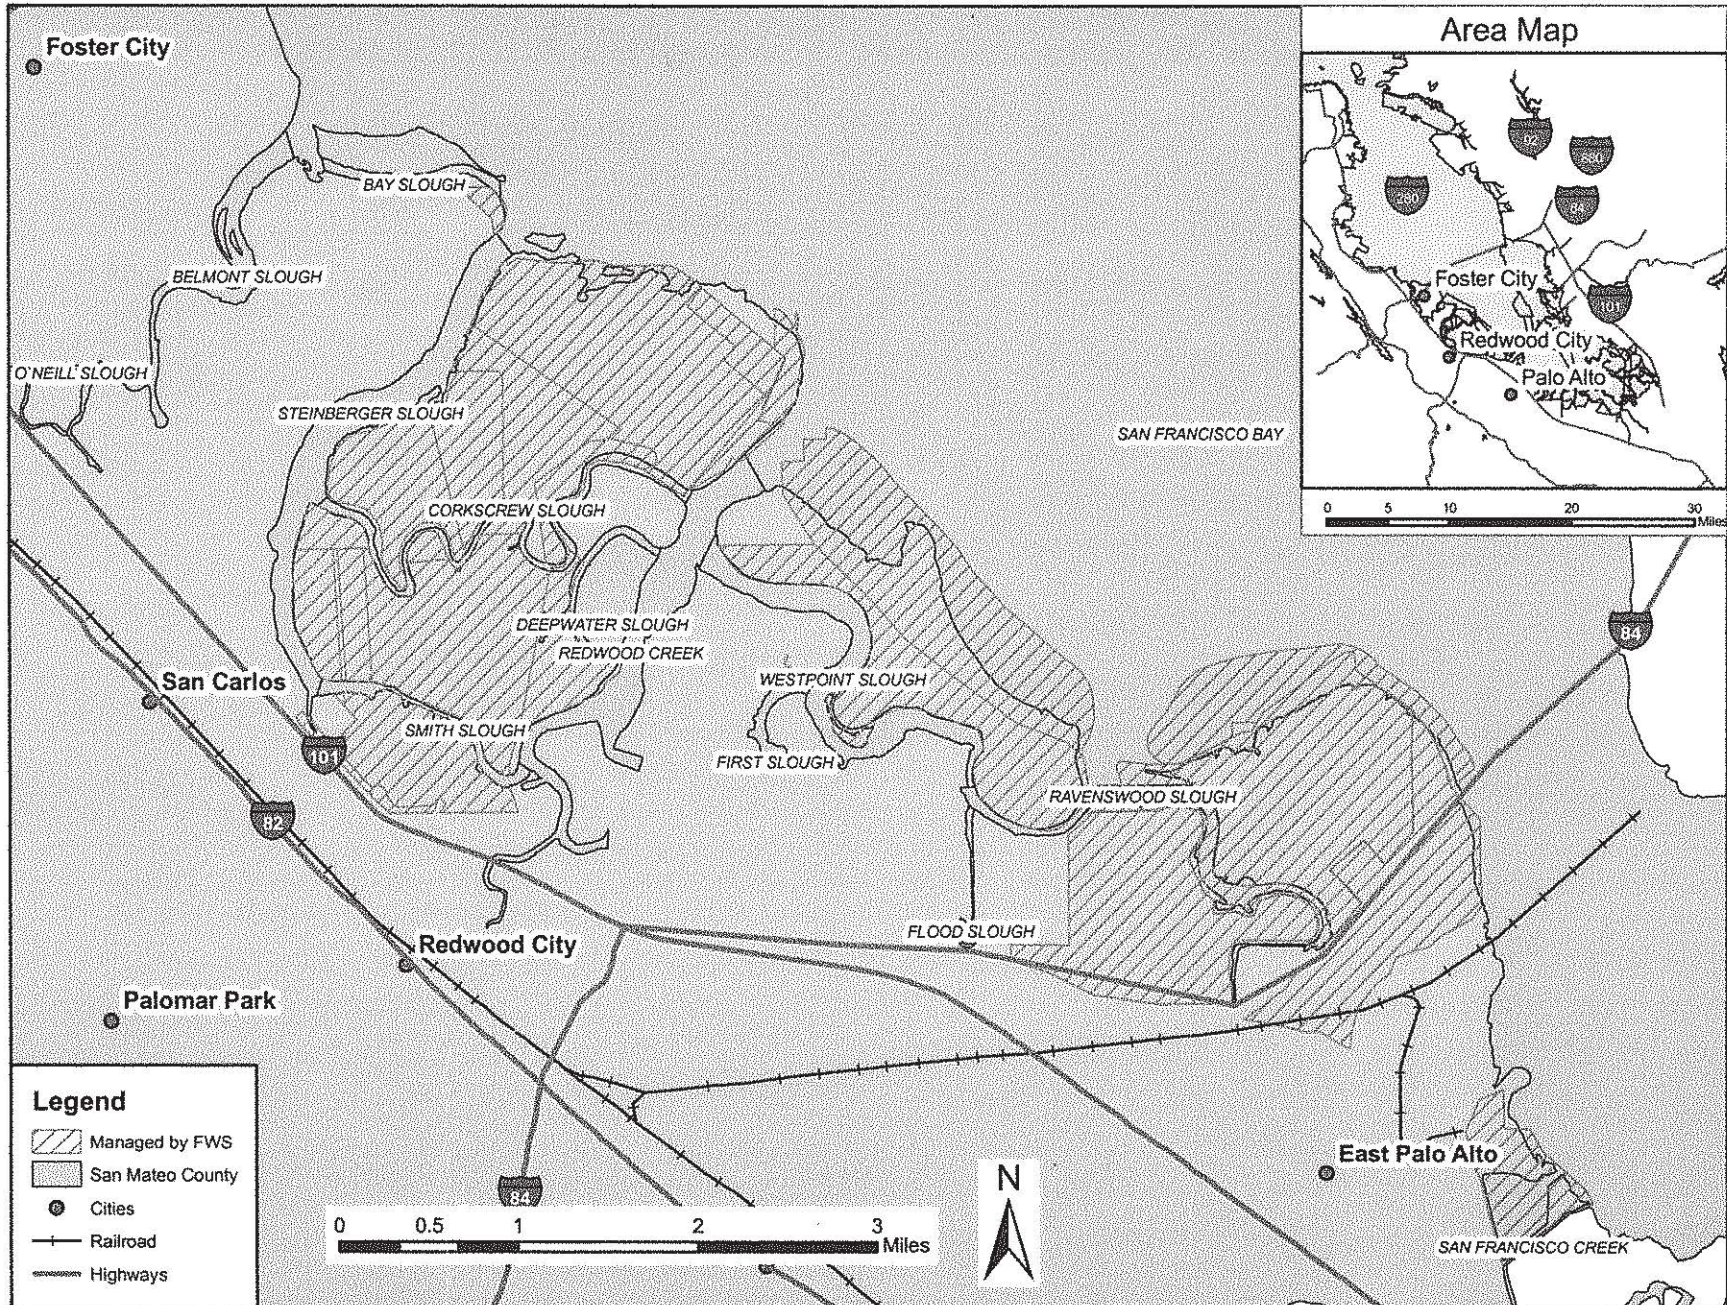 Foster City
Area Map
92
84
Foster City
101
Redwood City
Palo Alto
0 5 10 20 30
Miles
BAY SLOUGH
BELMONT SLOUGH
O'NEILL SLOUGH
STEINBERGER SLOUGH
SAN FRANCISCO BAY
CORKSCREW SLOUGH
DEEPWATER SLOUGH
REDWOOD CREEK
84
San Carlos
WESTPOINT SLOUGH
SMITH SLOUGH
101
FIRST SLOUGH
RAVENSWOOD SLOUGH
82
Redwood City
FLOOD SLOUGH
Palomar Park
Legend
Managed by FWS
San Mateo County
Cities
Railroad
Highways
84
N
0 0.5 1 2 3
Miles
East Palo Alto
SAN FRANCISCO CREEK